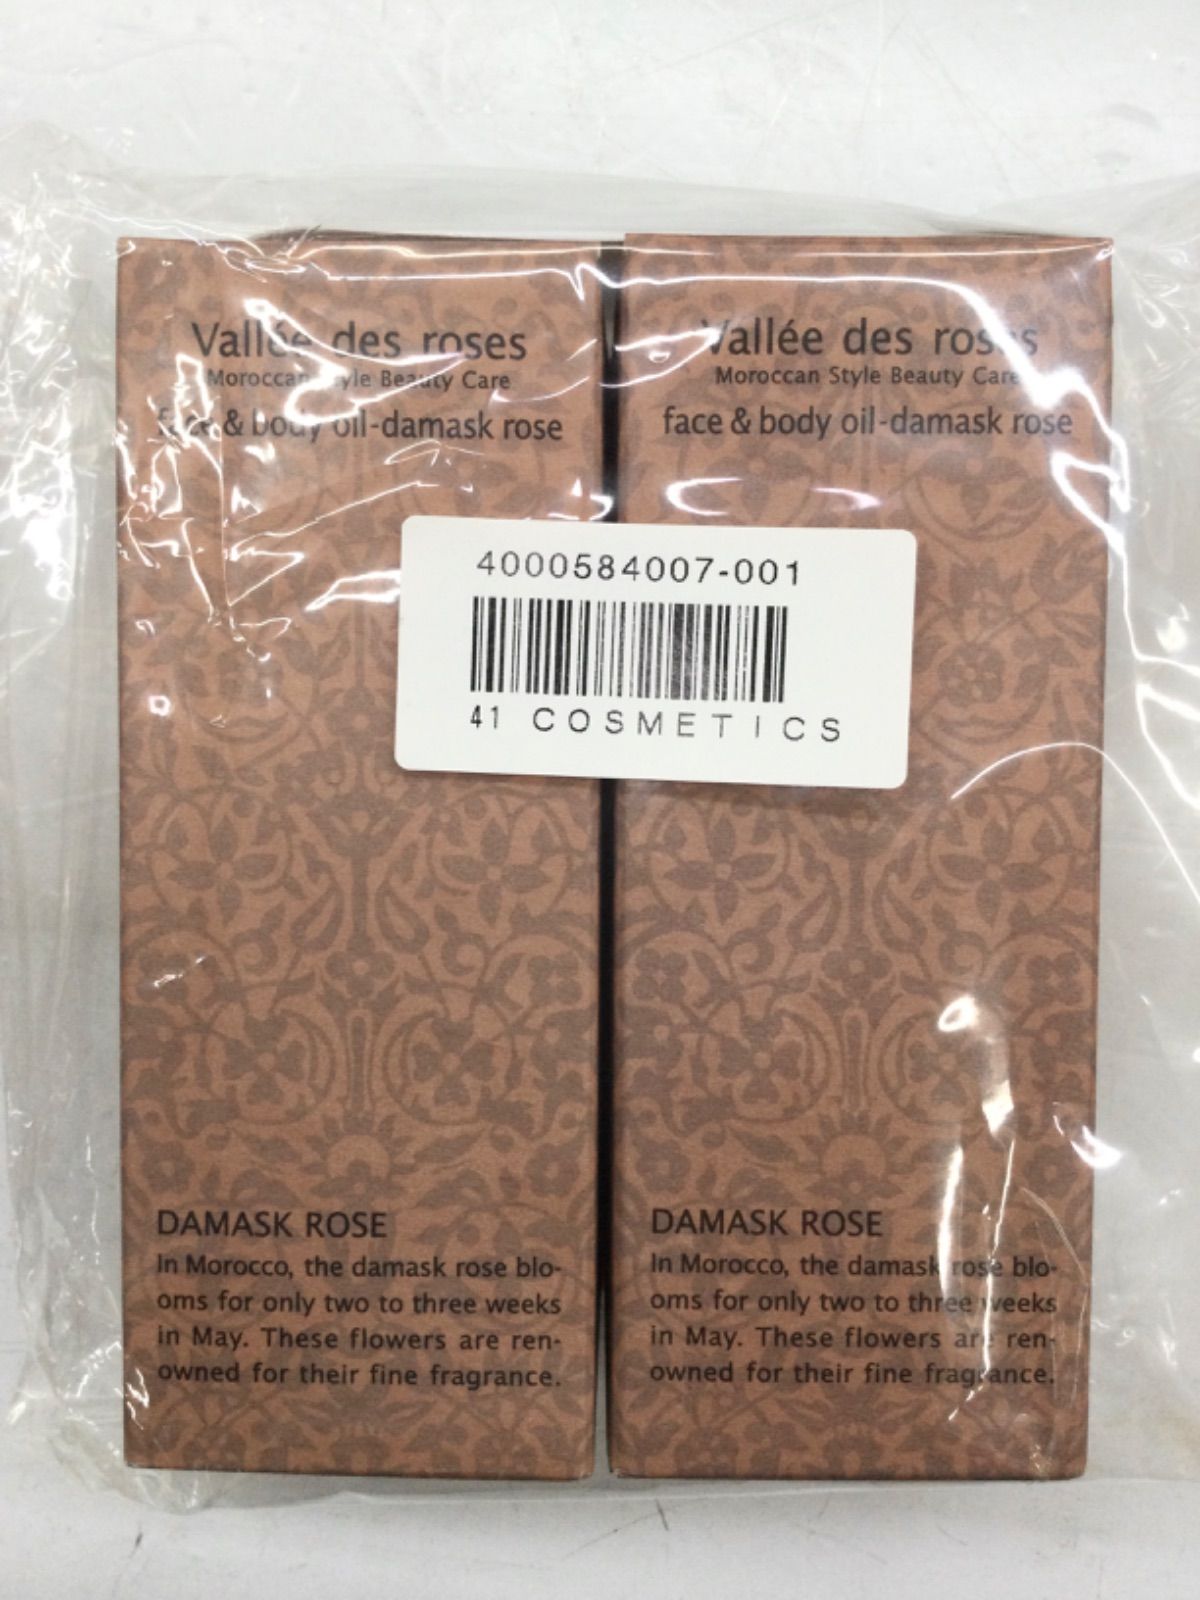 Vallée des roses
Moroccan Style Beauty Care
face & body oil-damask rose
Vallée des roses
Moroccan Style Beauty Care
face & body oil-damask rose
4000584007-001
41 COSMETICS
DAMASK ROSE
In Morocco, the damask rose blo-
oms for only two to three weeks
in May. These flowers are ren-
owned for their fine fragrance.
DAMASK ROSE
In Morocco, the damask rose blo-
oms for only two to three weeks
in May. These flowers are ren-
owned for their fine fragrance.